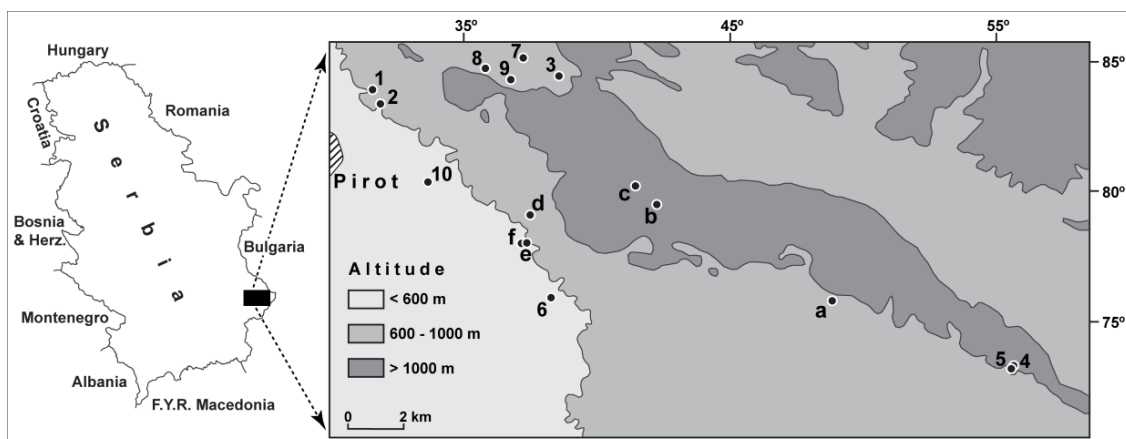 Hungary
Croatia
Romania
Serbia
Bosnia
& Herz.
Bulgaria
Montenegro
Albania
F.Y.R. Macedonia
35º 45º 55º
85º
80º
75º
7
8
9
3
1
2
10
Pirot
c
b
d
f
e
6
a
5 4
Altitude
< 600 m
600 - 1000 m
> 1000 m
0 2 km